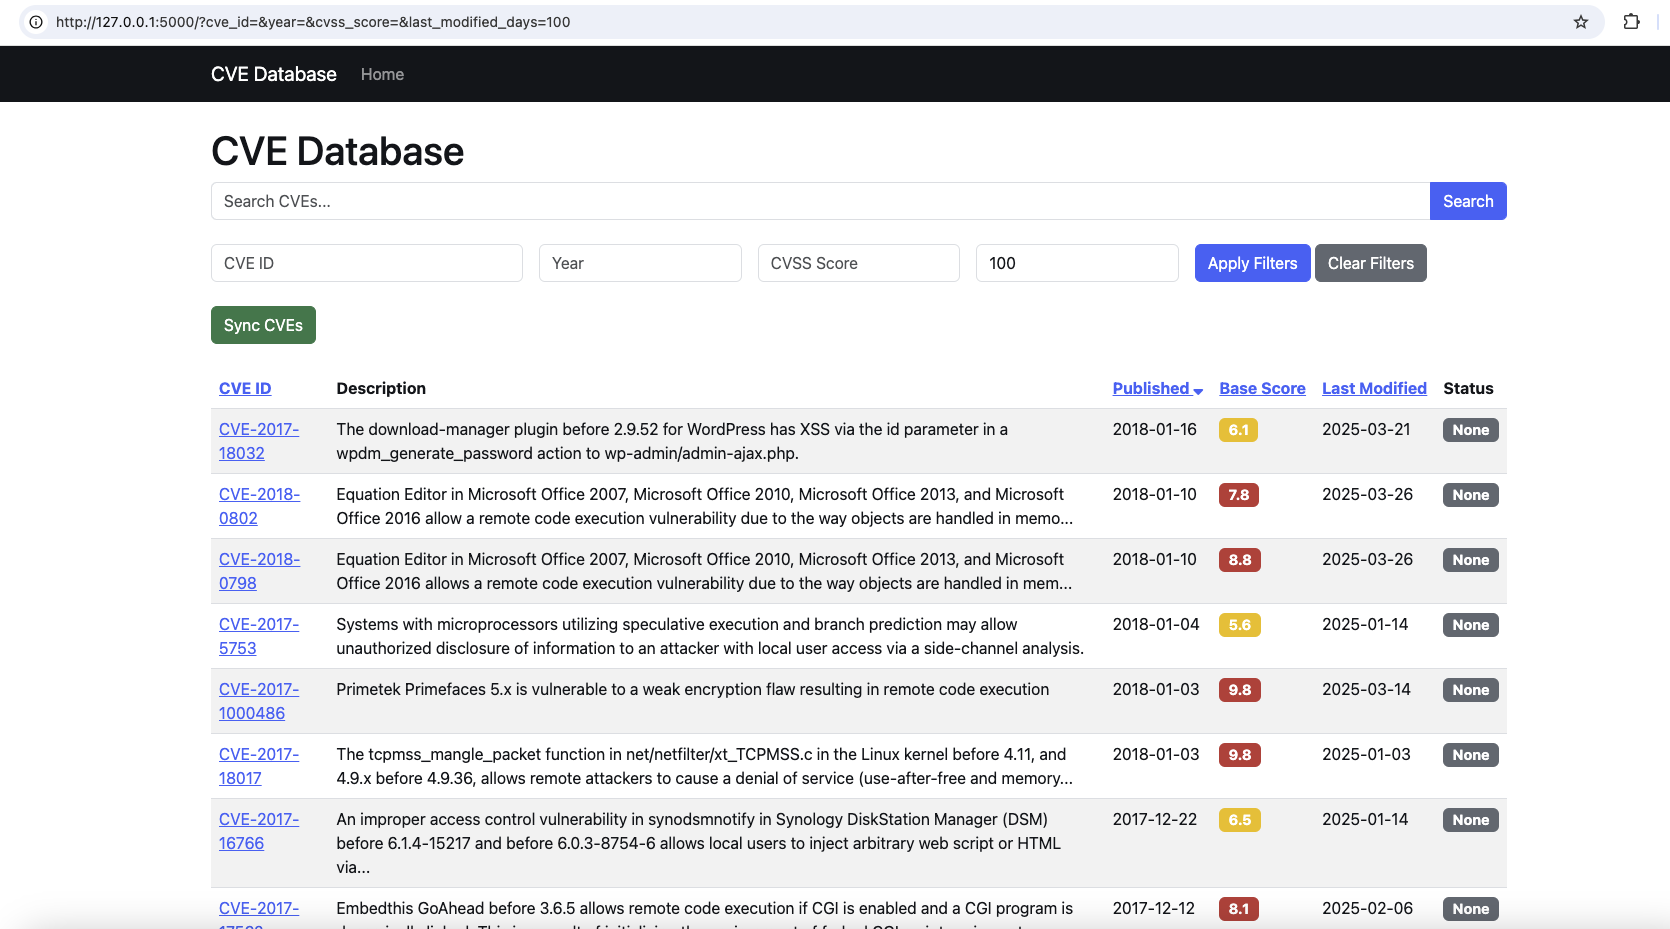 http://127.0.0.1:5000/?cve_id=&year=&cvss_score=&last_modified_days=100
CVE Database Home
CVE Database
Search CVEs... Search
CVE ID Year CVSS Score 100 Apply Filters Clear Filters
Sync CVEs
CVE ID Description Published Base Score Last Modified Status
CVE-2017- The download-manager plugin before 2.9.52 for WordPress has XSS via the id parameter in a 2018-01-16 6.1 2025-03-21 None
18032 wpdm_generate_password action to wp-admin/admin-ajax.php.
CVE-2018- Equation Editor in Microsoft Office 2007, Microsoft Office 2010, Microsoft Office 2013, and Microsoft 2018-01-10 7.8 2025-03-26 None
0802 Office 2016 allow a remote code execution vulnerability due to the way objects are handled in memo...
CVE-2018- Equation Editor in Microsoft Office 2007, Microsoft Office 2010, Microsoft Office 2013, and Microsoft 2018-01-10 8.8 2025-03-26 None
0798 Office 2016 allows a remote code execution vulnerability due to the way objects are handled in mem...
CVE-2017- Systems with microprocessors utilizing speculative execution and branch prediction may allow 2018-01-04 5.6 2025-01-14 None
5753 unauthorized disclosure of information to an attacker with local user access via a side-channel analysis.
CVE-2017- Primetek Primefaces 5.x is vulnerable to a weak encryption flaw resulting in remote code execution 2018-01-03 9.8 2025-03-14 None
1000486
CVE-2017- The tcpmss_mangle_packet function in net/netfilter/xt_TCPMSS.c in the Linux kernel before 4.11, and 2018-01-03 9.8 2025-01-03 None
18017 4.9.x before 4.9.36, allows remote attackers to cause a denial of service (use-after-free and memory...
CVE-2017- An improper access control vulnerability in synodsmnotify in Synology DiskStation Manager (DSM) 2017-12-22 6.5 2025-01-14 None
16766 before 6.1.4-15217 and before 6.0.3-8754-6 allows local users to inject arbitrary web script or HTML
via...
CVE-2017- Embedthis GoAhead before 3.6.5 allows remote code execution if CGI is enabled and a CGI program is 2017-12-12 8.1 2025-02-06 None